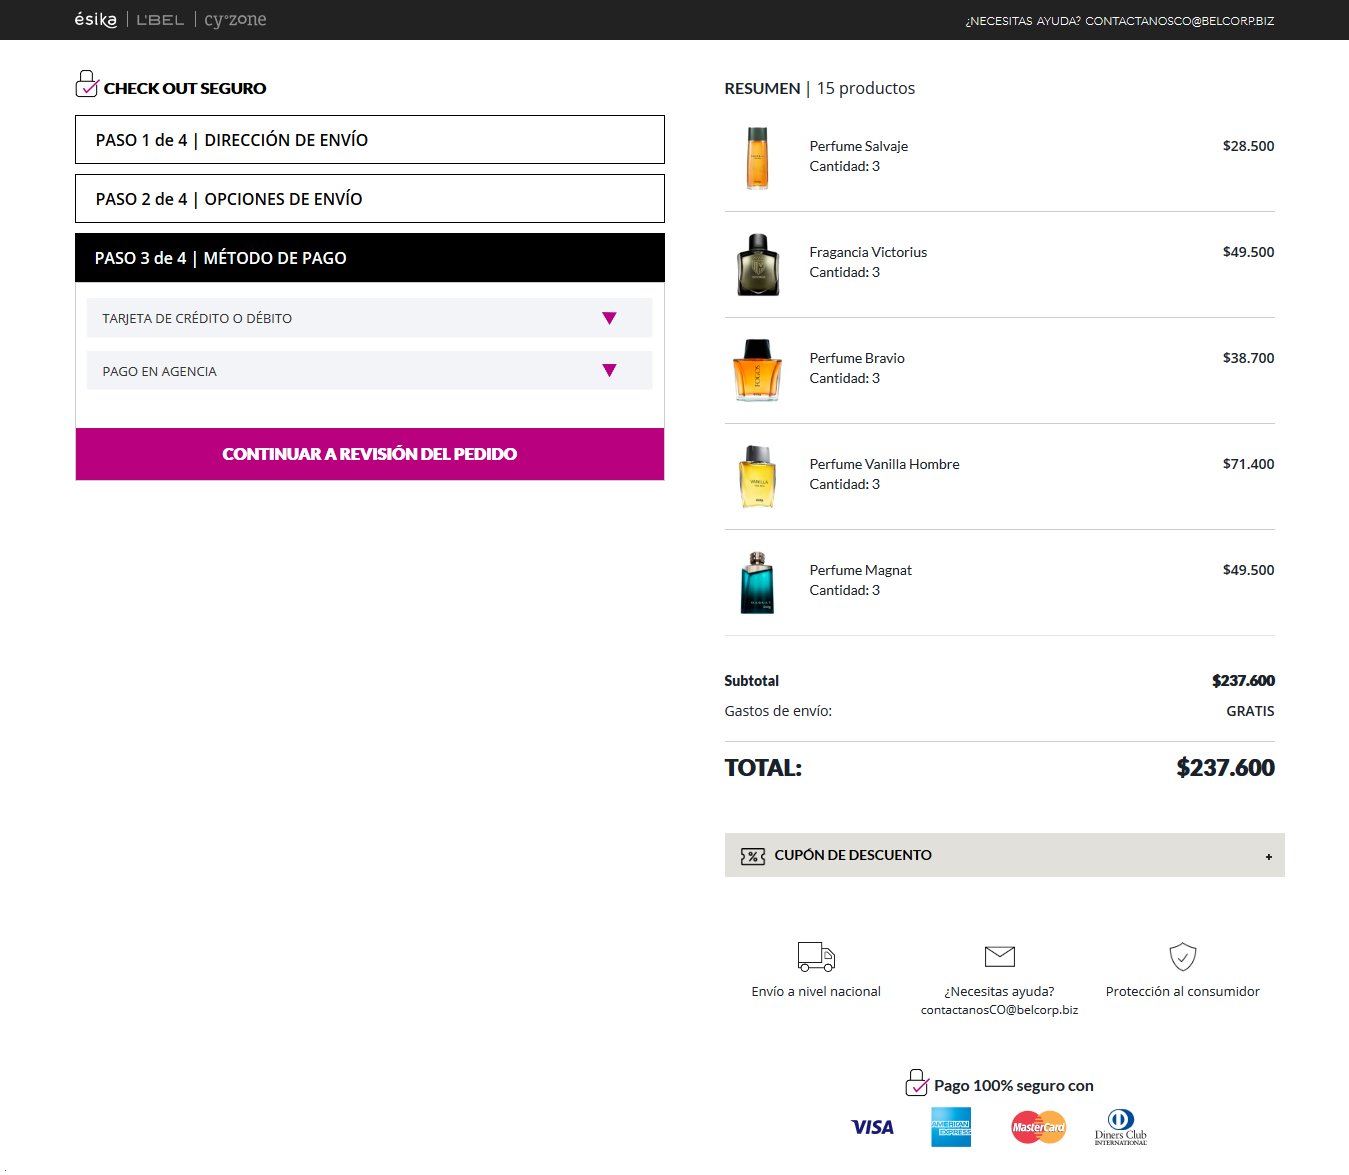 ésika | L'BEL | cy°zone
¿NECESITAS AYUDA? CONTACTANOSCO@BELCORP.BIZ
CHECK OUT SEGURO
PASO 1 de 4 | DIRECCIÓN DE ENVÍO
PASO 2 de 4 | OPCIONES DE ENVÍO
PASO 3 de 4 | MÉTODO DE PAGO
TARJETA DE CRÉDITO O DÉBITO
PAGO EN AGENCIA
CONTINUAR A REVISIÓN DEL PEDIDO
RESUMEN | 15 productos
Perfume Salvaje $28.500
Cantidad: 3
Fragancia Victorius $49.500
Cantidad: 3
Perfume Bravio $38.700
Cantidad: 3
FOGOS
Perfume Vanilla Hombre $71.400
Cantidad: 3
VANILLA
Perfume Magnat $49.500
Cantidad: 3
MAGNAT
Subtotal $237.600
Gastos de envío: GRATIS
TOTAL: $237.600
CUPÓN DE DESCUENTO +
Envío a nivel nacional
¿Necesitas ayuda?
contactanosCO@belcorp.biz
Protección al consumidor
Pago 100% seguro con
VISA
AMERICAN EXPRESS
MasterCard
Diners Club
INTERNATIONAL